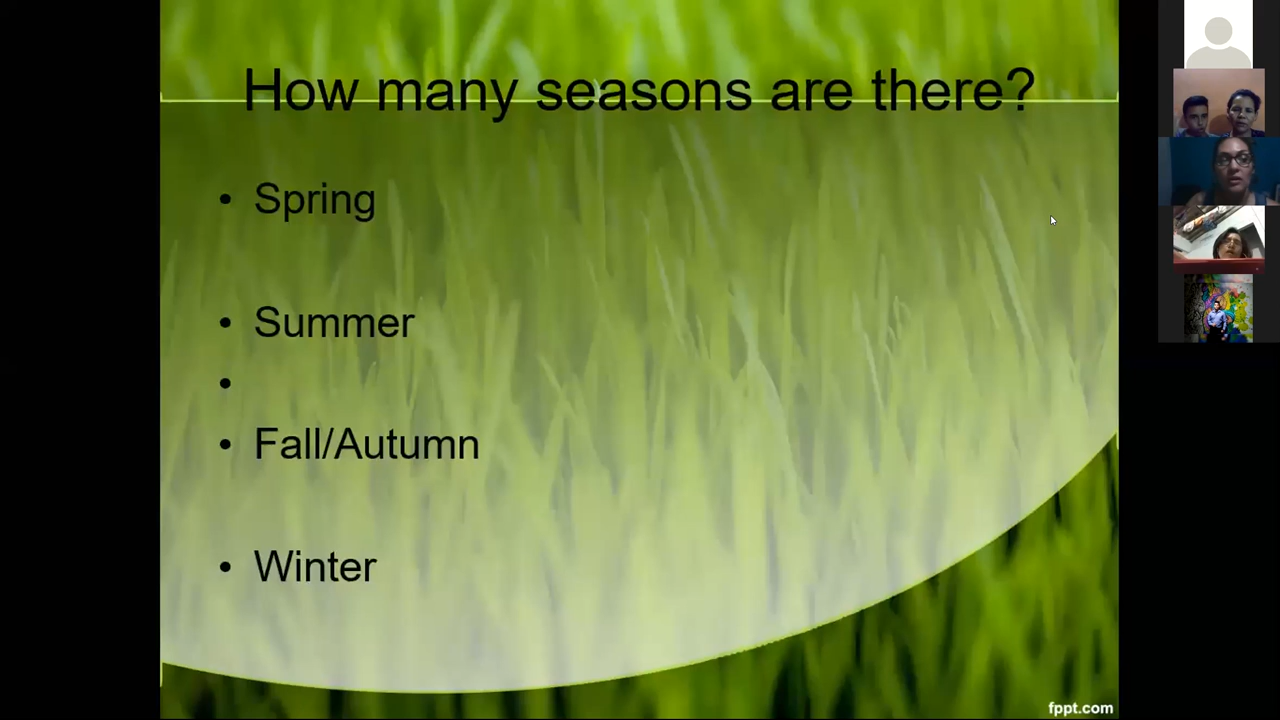 How many seasons are there?
• Spring
• Summer
•
• Fall/Autumn
• Winter
fppt.com